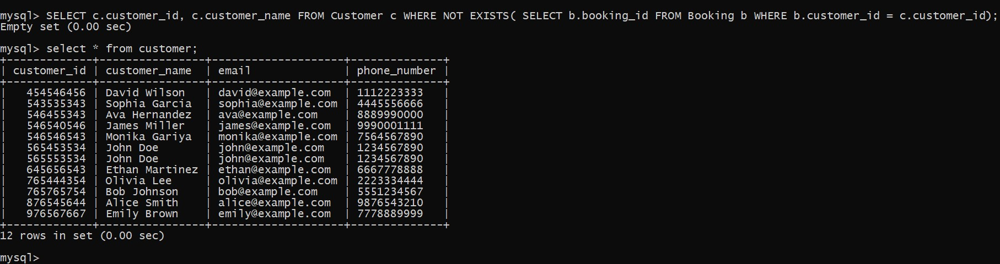 mysql> SELECT c.customer_id, c.customer_name FROM Customer c WHERE NOT EXISTS( SELECT b.booking_id FROM Booking b WHERE b.customer_id = c.customer_id);
Empty set (0.00 sec)
mysql> select * from customer;
+-------------+----------------+--------------------+--------------+
| customer_id | customer_name  | email              | phone_number |
+-------------+----------------+--------------------+--------------+
|   454546456 | David Wilson   | david@example.com  | 1112223333   |
|   543535343 | Sophia Garcia  | sophia@example.com | 4445556666   |
|   546455343 | Ava Hernandez  | ava@example.com    | 8889990000   |
|   546540546 | James Miller   | james@example.com  | 9990001111   |
|   546546543 | Monika Gariya  | monika@example.com | 7564567890   |
|   565453534 | John Doe       | john@example.com   | 1234567890   |
|   565553534 | John Doe       | john@example.com   | 1234567890   |
|   645656543 | Ethan Martinez | ethan@example.com  | 6667778888   |
|   765444354 | Olivia Lee     | olivia@example.com | 2223334444   |
|   765765754 | Bob Johnson    | bob@example.com    | 5551234567   |
|   876545644 | Alice Smith    | alice@example.com  | 9876543210   |
|   976567667 | Emily Brown    | emily@example.com  | 7778889999   |
+-------------+----------------+--------------------+--------------+
12 rows in set (0.00 sec)
mysql>